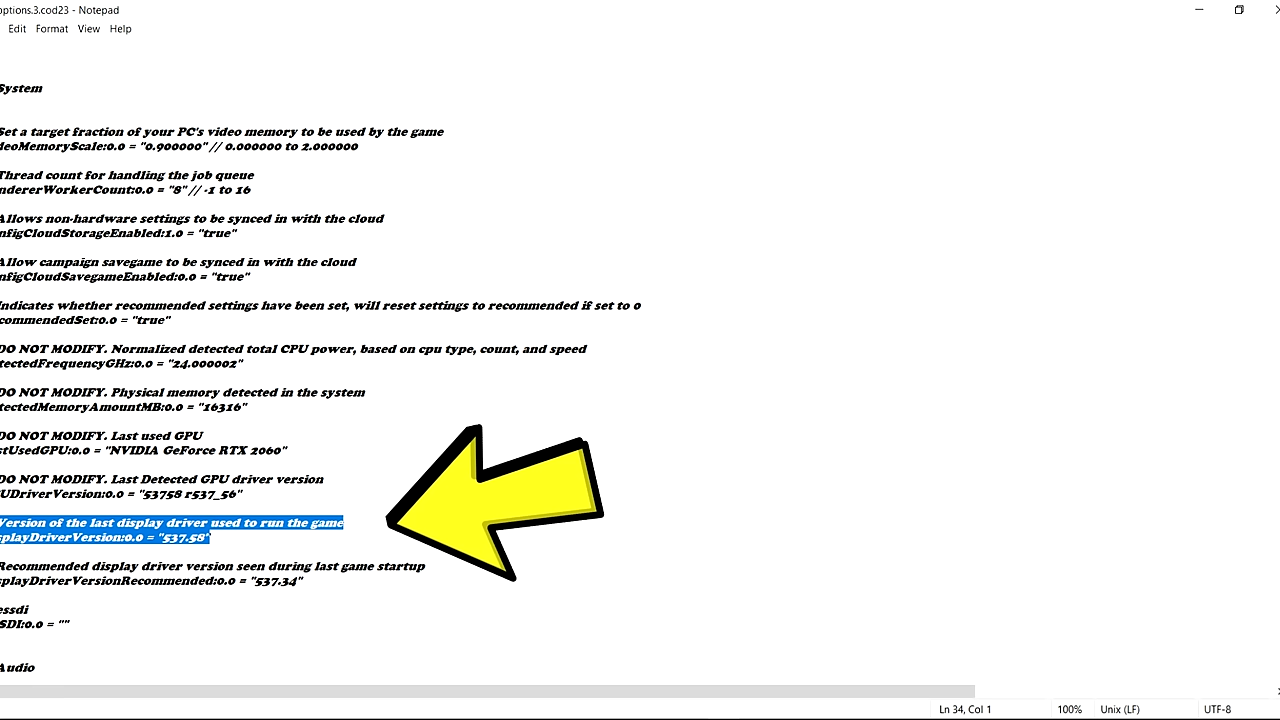 options.3.cod23 - Notepad
Edit Format View Help
System
Set a target fraction of your PC's video memory to be used by the game
deoMemoryScale:0.0 = "0.900000" // 0.000000 to 2.000000
Thread count for handling the job queue
ndererWorkerCount:0.0 = "8" // -1 to 16
Allows non-hardware settings to be synced in with the cloud
nfigCloudStorageEnabled:1.0 = "true"
Allow campaign savegame to be synced in with the cloud
nfigCloudSavegameEnabled:0.0 = "true"
Indicates whether recommended settings have been set, will reset settings to recommended if set to 0
commendedSet:0.0 = "true"
DO NOT MODIFY. Normalized detected total CPU power, based on cpu type, count, and speed
tectedFrequencyGHz:0.0 = "24.000002"
DO NOT MODIFY. Physical memory detected in the system
tectedMemoryAmountMB:0.0 = "16316"
DO NOT MODIFY. Last used GPU
stUsedGPU:0.0 = "NVIDIA GeForce RTX 2060"
DO NOT MODIFY. Last Detected GPU driver version
UDriverVersion:0.0 = "53758 r537_56"
Version of the last display driver used to run the game
splayDriverVersion:0.0 = "537.58"
Recommended display driver version seen during last game startup
splayDriverVersionRecommended:0.0 = "537.34"
essdi
SDI:0.0 = ""
Audio
Ln 34, Col 1 100% Unix (LF) UTF-8